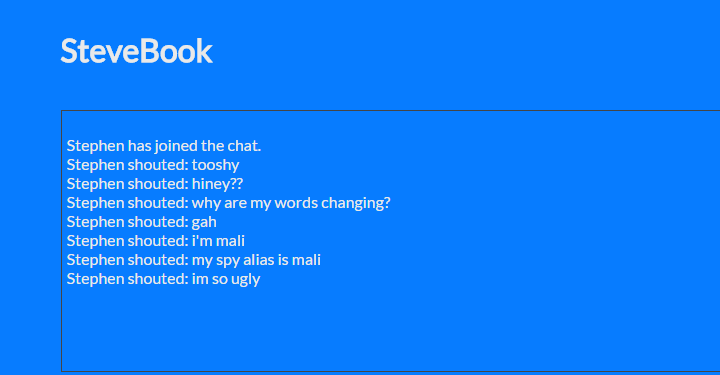 SteveBook
Stephen has joined the chat.
Stephen shouted: tooshy
Stephen shouted: hiney??
Stephen shouted: why are my words changing?
Stephen shouted: gah
Stephen shouted: i'm mali
Stephen shouted: my spy alias is mali
Stephen shouted: im so ugly